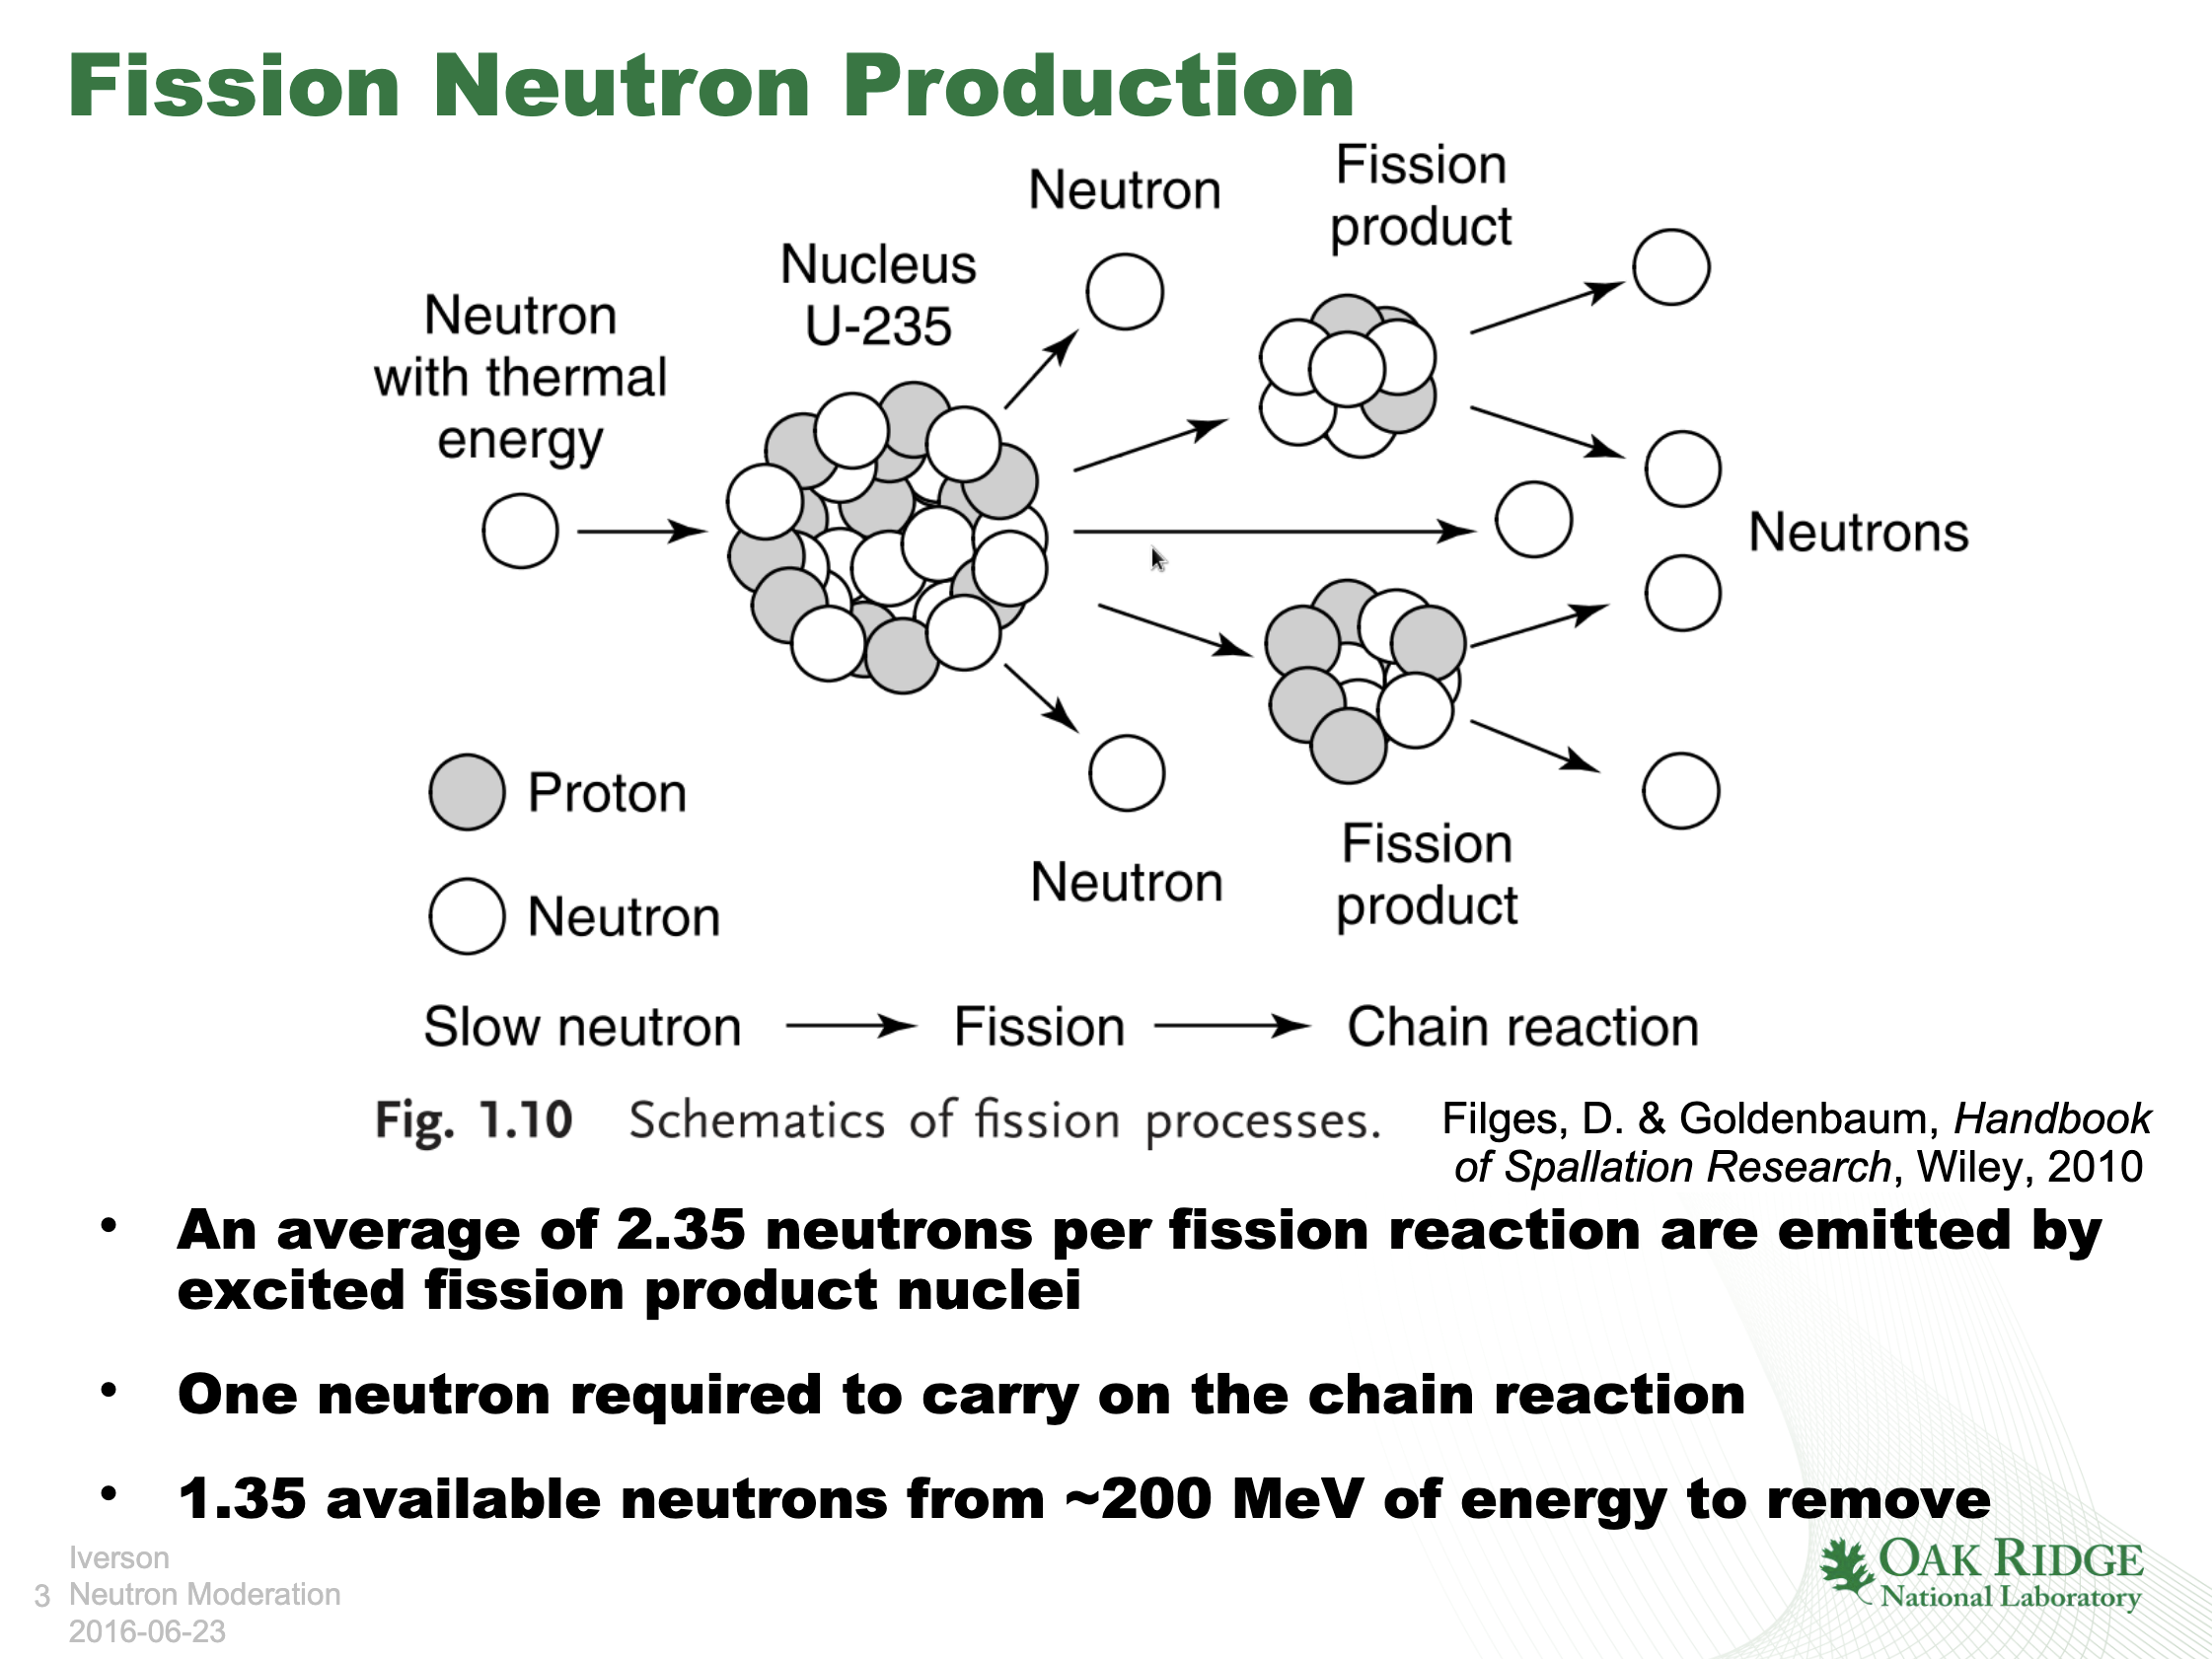 Fission Neutron Production
Neutron
with thermal
energy
Nucleus
U-235
Neutron
Fission
product
Neutrons
Proton
Neutron
Neutron
Fission
product
Slow neutron
Fission
Chain reaction
Fig. 1.10 Schematics of fission processes.
Filges, D. & Goldenbaum, Handbook
of Spallation Research, Wiley, 2010
• An average of 2.35 neutrons per fission reaction are emitted by
excited fission product nuclei
• One neutron required to carry on the chain reaction
• 1.35 available neutrons from ~200 MeV of energy to remove
Iverson
3 Neutron Moderation
2016-06-23
OAK RIDGE
National Laboratory